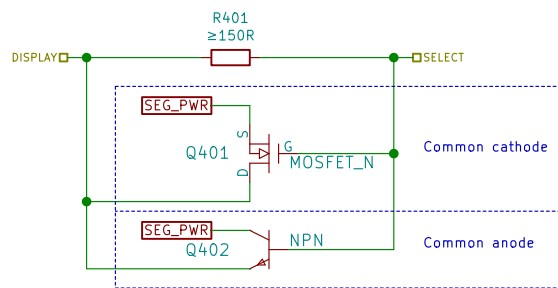 R401
≥150R
DISPLAY
SELECT
SEG_PWR
S
G
Q401
MOSFET_N
D
Common cathode
SEG_PWR
NPN
Q402
Common anode